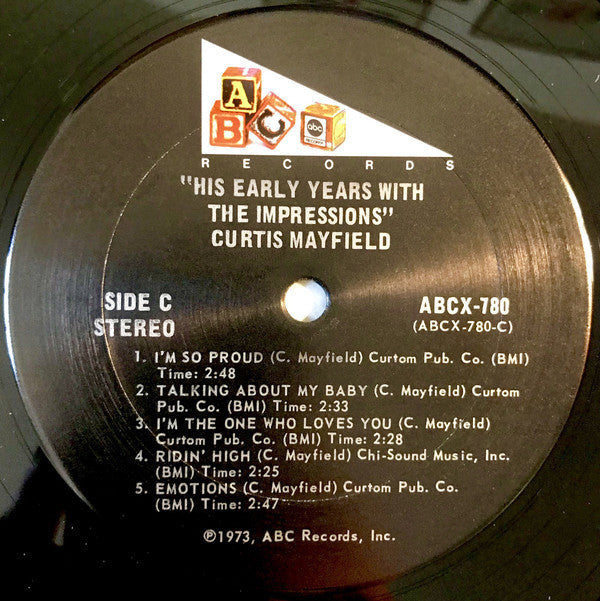 A
B C abc
RECORDS
"HIS EARLY YEARS WITH
THE IMPRESSIONS"
CURTIS MAYFIELD
SIDE C
STEREO
ABCX-780
(ABCX-780-C)
1. I'M SO PROUD (C. Mayfield) Curtom Pub. Co. (BMI)
Time: 2:48
2. TALKING ABOUT MY BABY (C. Mayfield) Curtom
Pub. Co. (BMI) Time: 2:33
3. I'M THE ONE WHO LOVES YOU (C. Mayfield)
Curtom Pub. Co. (BMI) Time: 2:28
4. RIDIN' HIGH (C. Mayfield) Chi-Sound Music, Inc.
(BMI) Time: 2:25
5. EMOTIONS (C. Mayfield) Curtom Pub. Co.
(BMI) Time: 2:47
℗1973, ABC Records, Inc.